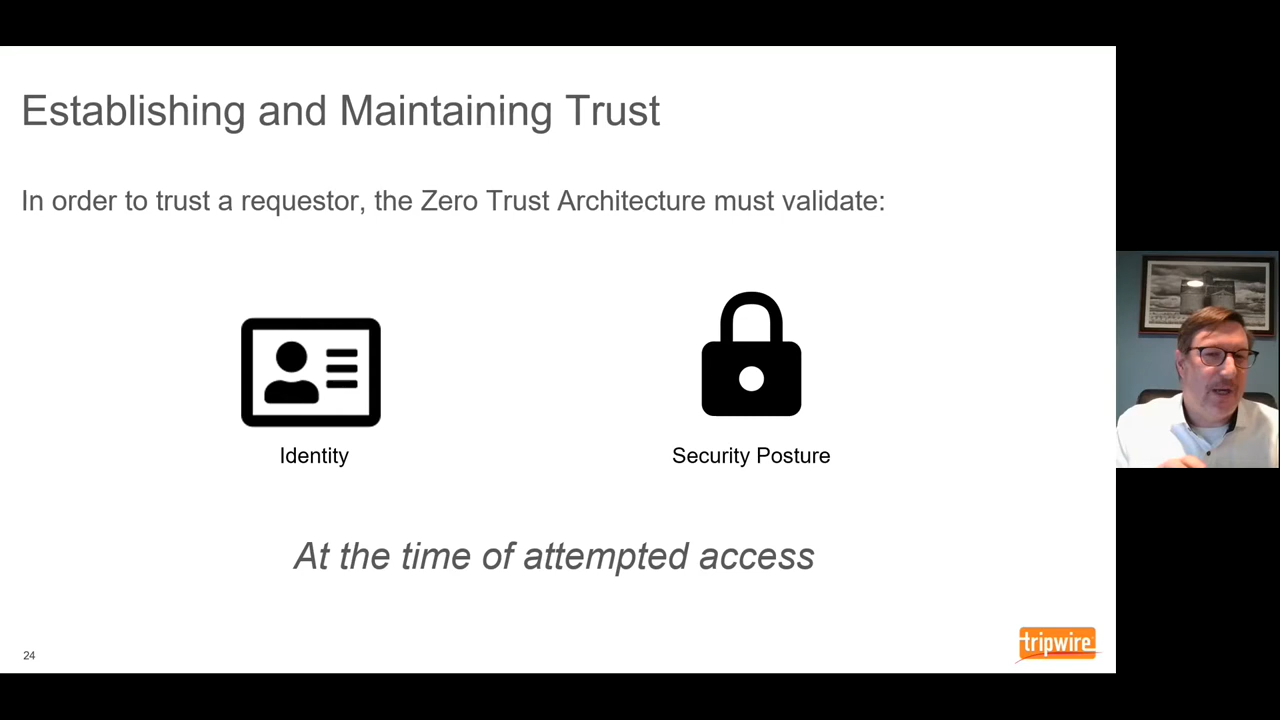 Establishing and Maintaining Trust
In order to trust a requestor, the Zero Trust Architecture must validate:
Identity
Security Posture
At the time of attempted access
24
tripwire